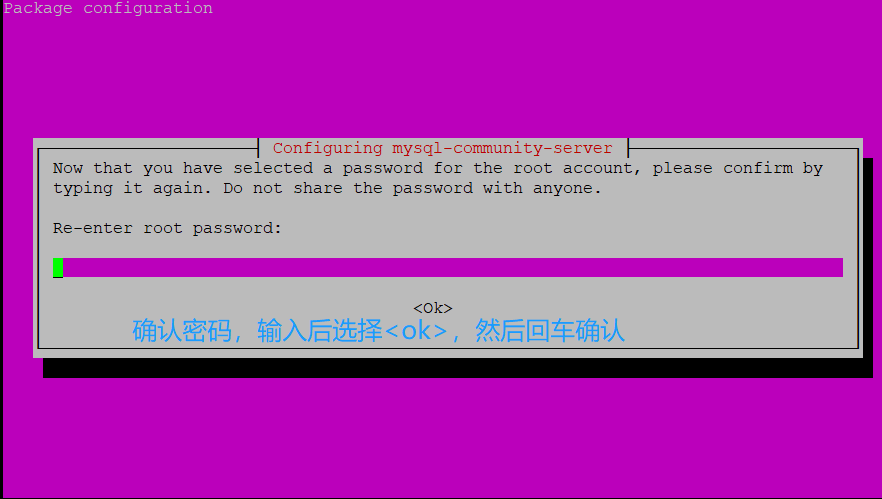 Package configuration
Configuring mysql-community-server
Now that you have selected a password for the root account, please confirm by
typing it again. Do not share the password with anyone.
Re-enter root password:
<Ok>
确认密码，输入后选择<ok>，然后回车确认